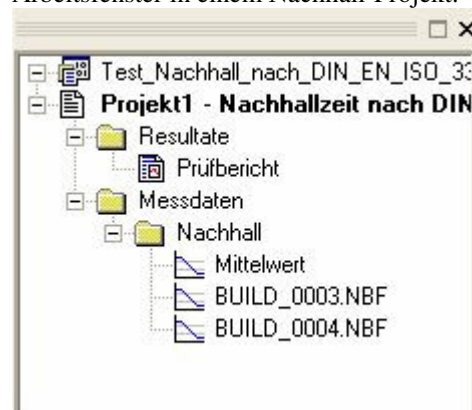 Arbeitsfenster in einem Nachhall-Projekt.
Test_Nachhall_nach_DIN_EN_ISO_33
Projekt1 - Nachhallzeit nach DIN
Resultate
Prüfbericht
Messdaten
Nachhall
Mittelwert
BUILD_0003.NBF
BUILD_0004.NBF